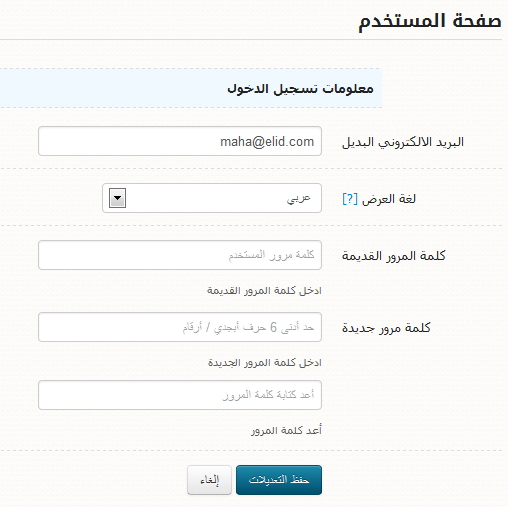 صفحة المستخدم
معلومات تسجيل الدخول
البريد الالكتروني البديل maha@elid.com
لغة العرض [?] عربي
كلمة المرور القديمة كلمة مرور المستخدم
ادخل كلمة المرور القديمة
كلمة مرور جديدة حد أدنى 6 حرف أبجدي / أرقام
ادخل كلمة المرور الجديدة
أعد كتابة كلمة المرور
أعد كلمة المرور
حفظ التعديلات إلغاء